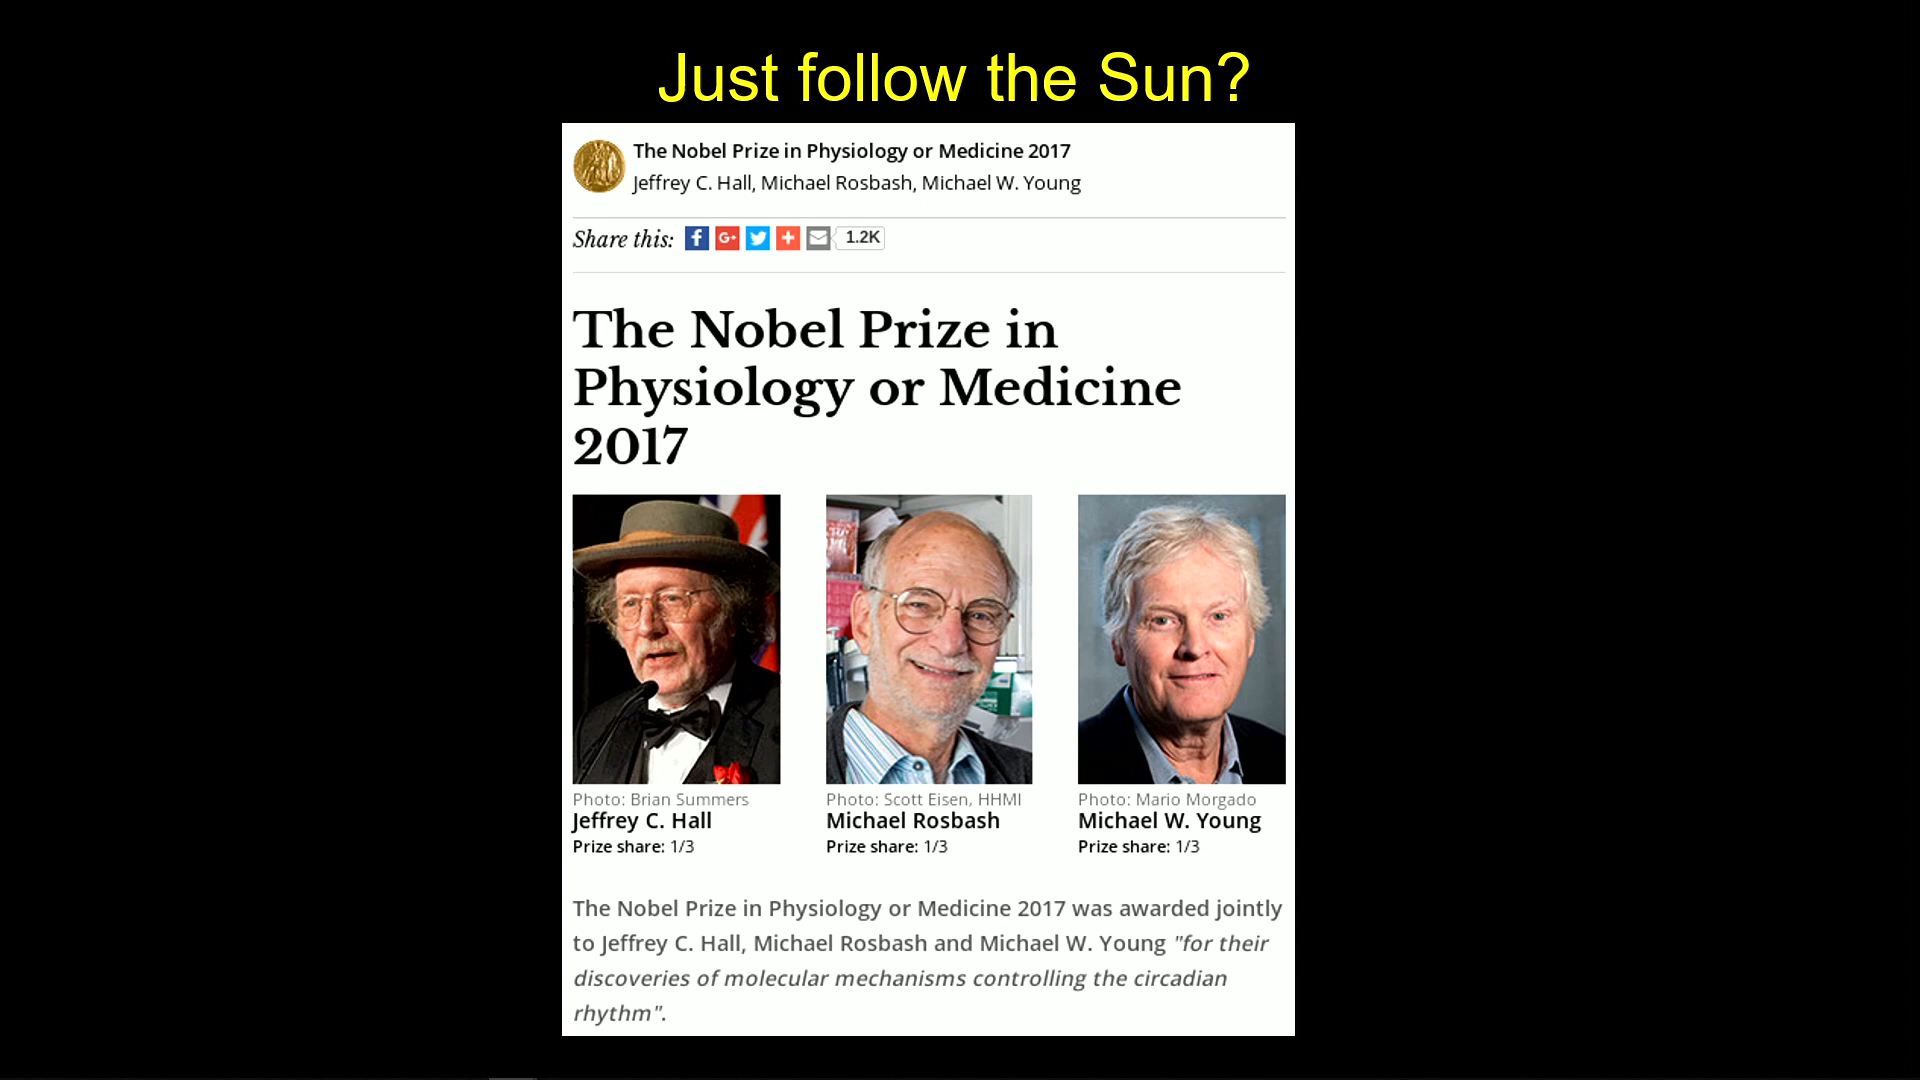 Just follow the Sun?
The Nobel Prize in Physiology or Medicine 2017
Jeffrey C. Hall, Michael Rosbash, Michael W. Young
Share this: f G+ 1.2K
The Nobel Prize in
Physiology or Medicine
2017
Photo: Brian Summers
Jeffrey C. Hall
Prize share: 1/3
Photo: Scott Eisen, HHMI
Michael Rosbash
Prize share: 1/3
Photo: Mario Morgado
Michael W. Young
Prize share: 1/3
The Nobel Prize in Physiology or Medicine 2017 was awarded jointly
to Jeffrey C. Hall, Michael Rosbash and Michael W. Young "for their
discoveries of molecular mechanisms controlling the circadian
rhythm".